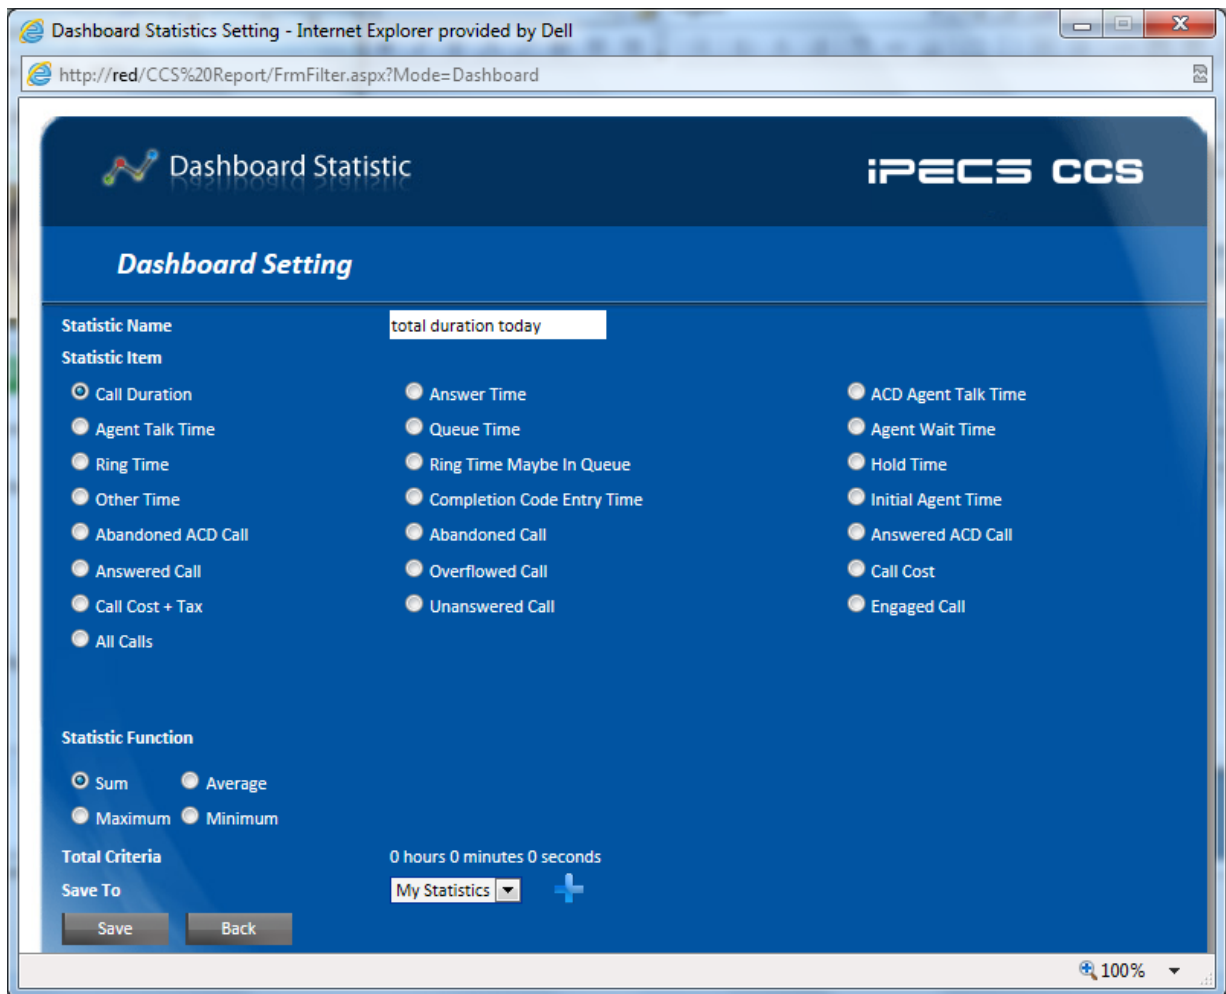 Dashboard Statistics Setting - Internet Explorer provided by Dell
http://red/CCS%20Report/FrmFilter.aspx?Mode=Dashboard
Dashboard Statistic
iPECS CCS
Dashboard Setting
Statistic Name total duration today
Statistic Item
Call Duration Answer Time ACD Agent Talk Time
Agent Talk Time Queue Time Agent Wait Time
Ring Time Ring Time Maybe In Queue Hold Time
Other Time Completion Code Entry Time Initial Agent Time
Abandoned ACD Call Abandoned Call Answered ACD Call
Answered Call Overflowed Call Call Cost
Call Cost + Tax Unanswered Call Engaged Call
All Calls
Statistic Function
Sum Average
Maximum Minimum
Total Criteria 0 hours 0 minutes 0 seconds
Save To My Statistics
Save Back
100%